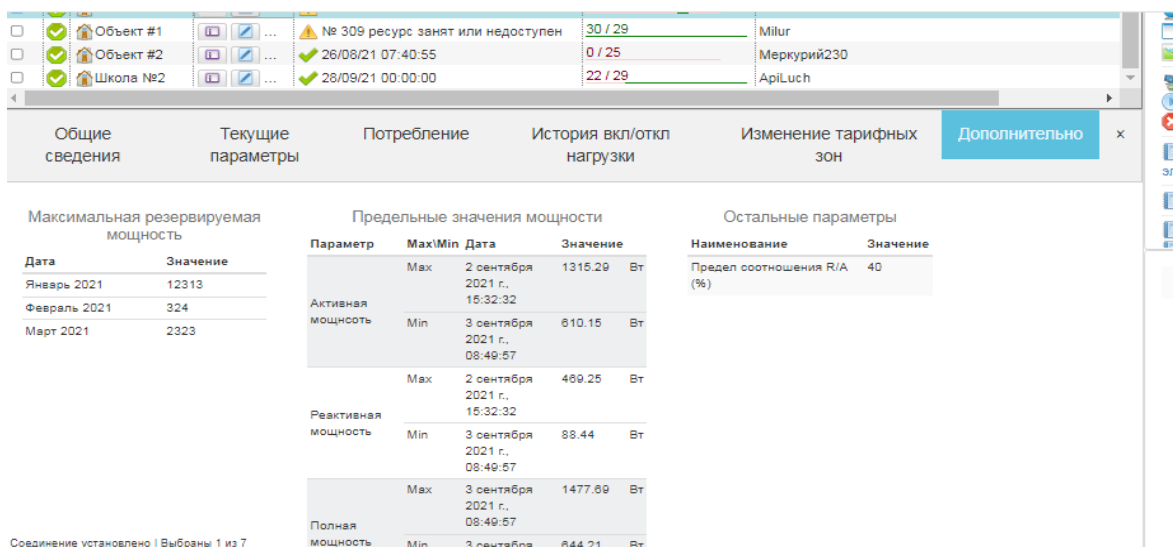 Объект #1 ... № 309 ресурс занят или недоступен 30 / 29 Milur
Объект #2 ... 26/08/21 07:40:55 0 / 25 Меркурий230
Школа №2 ... 28/09/21 00:00:00 22 / 29 ApiLuch
Общие сведения
Текущие параметры
Потребление
История вкл/откл нагрузки
Изменение тарифных зон
Дополнительно
×
Максимальная резервируемая
мощность
Дата Значение
Январь 2021 12313
Февраль 2021 324
Март 2021 2323
Предельные значения мощности
Параметр Max\Min Дата Значение
Активная
мощность
Max 2 сентября 1315.29 Вт
2021 г.,
15:32:32
Min 3 сентября 610.15 Вт
2021 г.,
08:49:57
Реактивная
мощность
Max 2 сентября 469.25 Вт
2021 г.,
15:32:32
Min 3 сентября 88.44 Вт
2021 г.,
08:49:57
Полная
мощность
Max 3 сентября 1477.69 Вт
2021 г.,
08:49:57
Min 3 сентября 644.21 Вт
Остальные параметры
Наименование Значение
Предел соотношения R/A 40
(%)
Соединение установлено | Выбраны 1 из 7